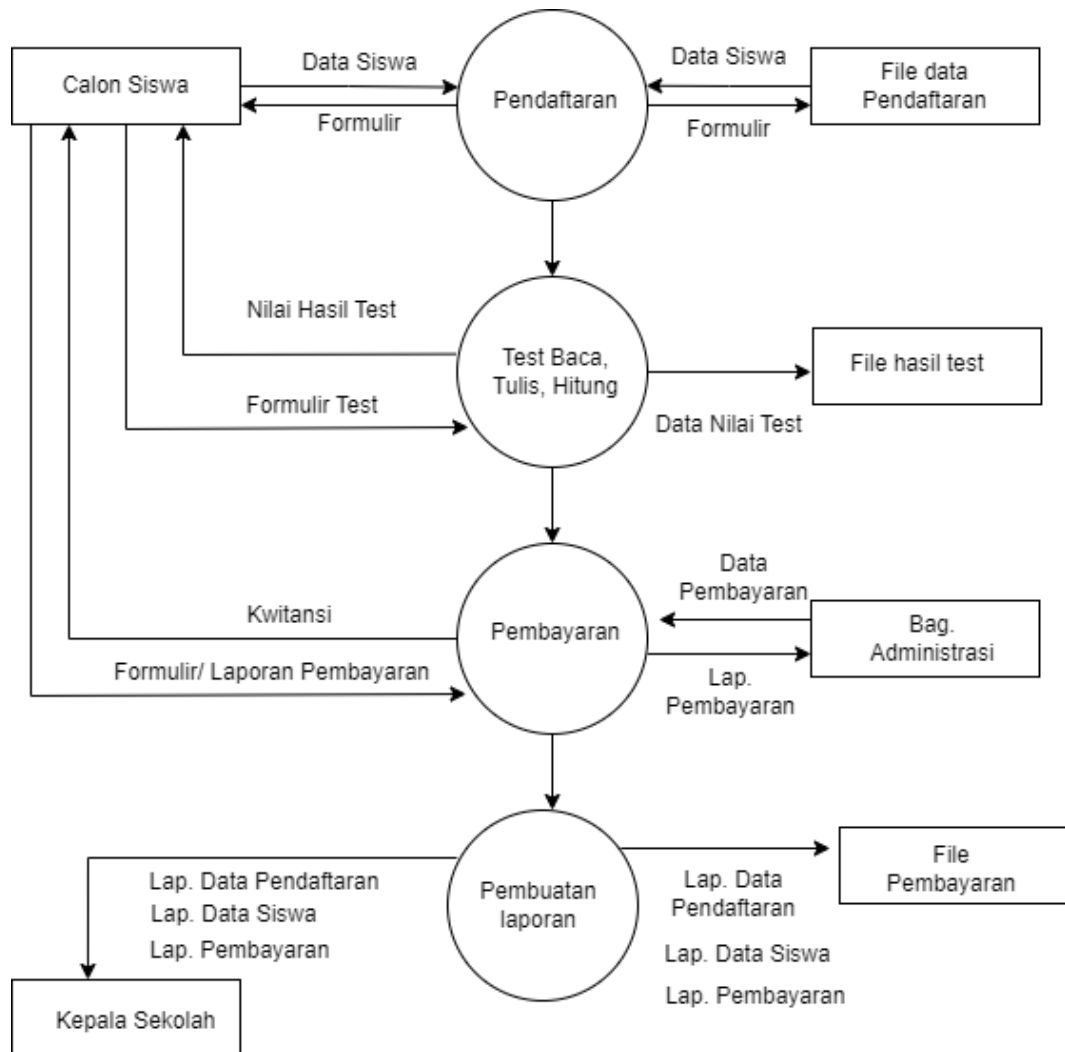 Calon Siswa
Data Siswa
Formulir
Pendaftaran
Data Siswa
Formulir
File data
Pendaftaran
Nilai Hasil Test
Formulir Test
Test Baca,
Tulis, Hitung
Data Nilai Test
File hasil test
Kwitansi
Formulir/ Laporan Pembayaran
Pembayaran
Data
Pembayaran
Lap.
Pembayaran
Bag.
Administrasi
Lap. Data Pendaftaran
Lap. Data Siswa
Lap. Pembayaran
Pembuatan
laporan
Lap. Data
Pendaftaran
Lap. Data Siswa
Lap. Pembayaran
File
Pembayaran
Kepala Sekolah